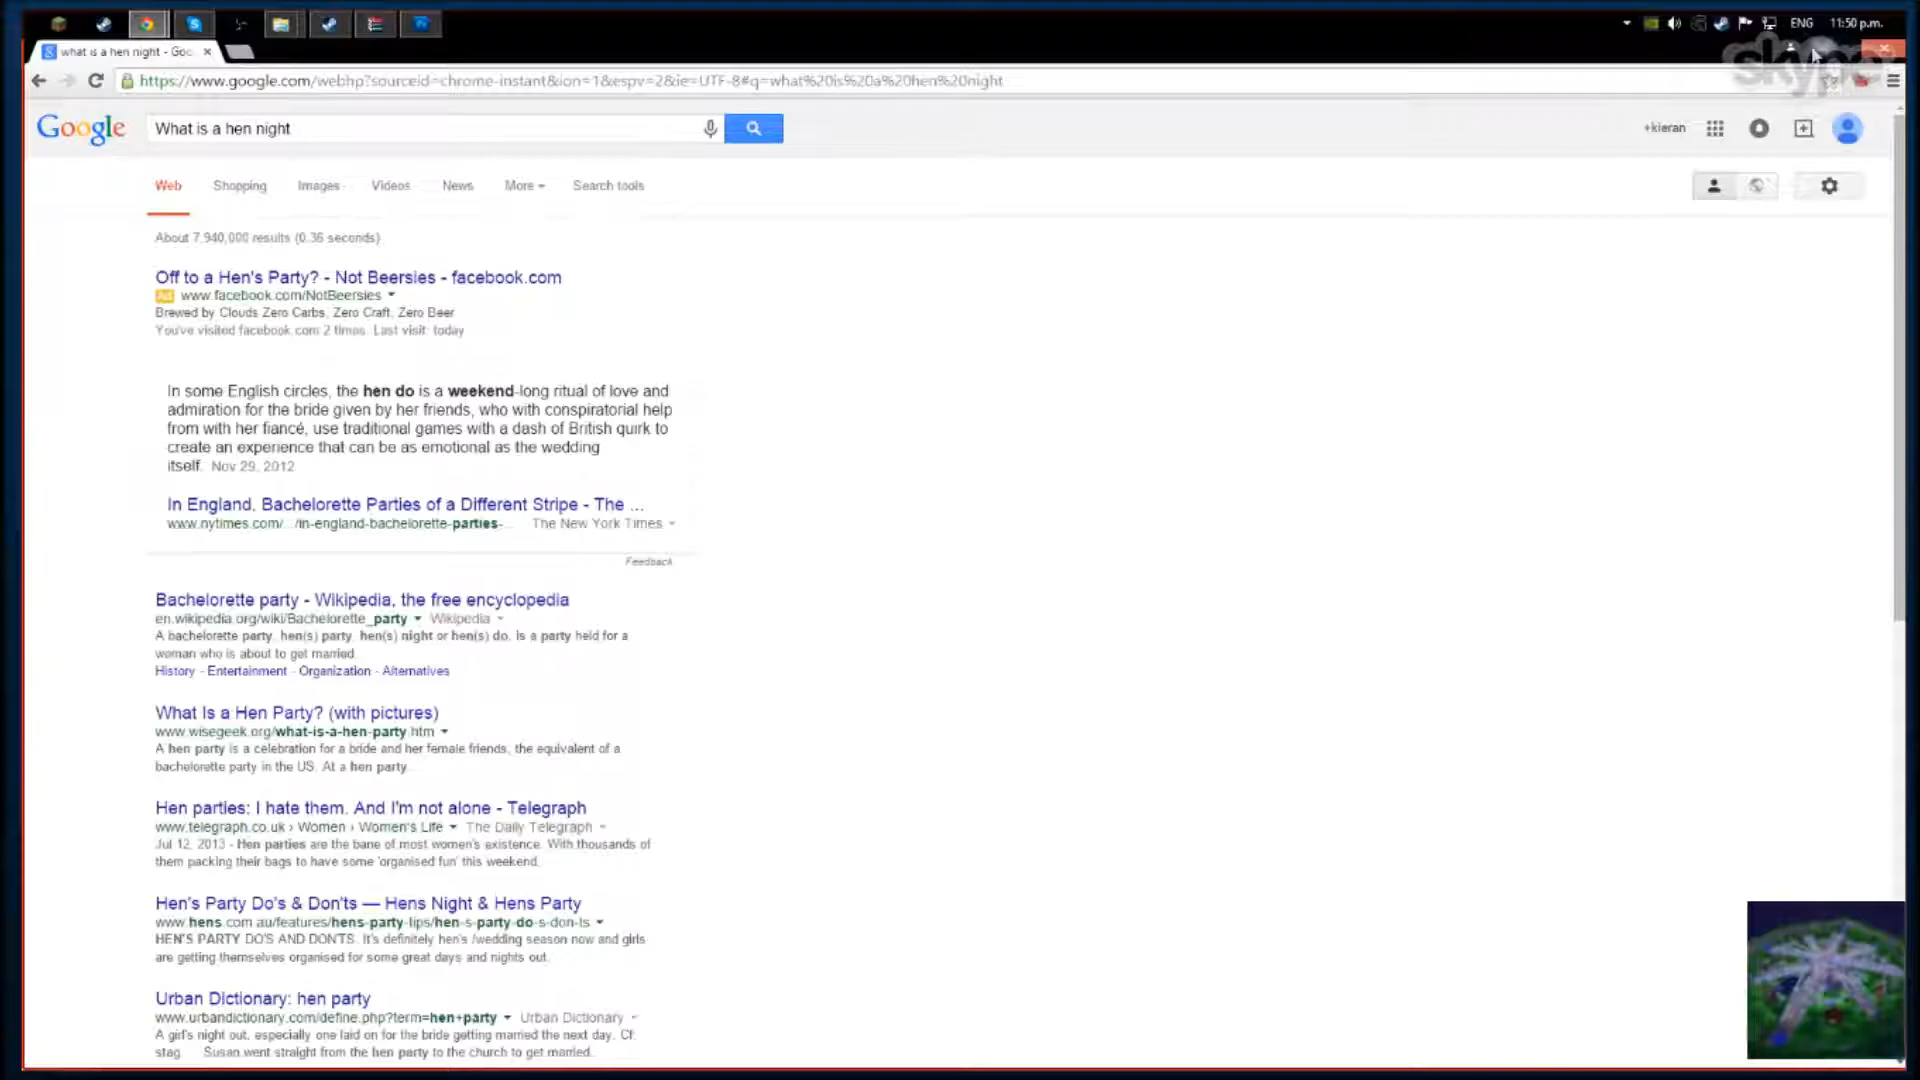 ENG 11:50 p.m.
what is a hen night - Goo
skype
https://www.google.com/webhp?sourceid=chrome-instant&ion=1&espv=2&ie=UTF-8#q=what%20is%20a%20hen%20night
Google What is a hen night +kieran
Web Shopping Images Videos News More Search tools
About 7,940,000 results (0.36 seconds)
Off to a Hen's Party? - Not Beersies - facebook.com
Ad www.facebook.com/NotBeersies
Brewed by Clouds Zero Carbs, Zero Craft, Zero Beer
You've visited facebook.com 2 times. Last visit: today
In some English circles, the hen do is a weekend-long ritual of love and
admiration for the bride given by her friends, who with conspiratorial help
from with her fiancé, use traditional games with a dash of British quirk to
create an experience that can be as emotional as the wedding
itself. Nov 29, 2012
In England, Bachelorette Parties of a Different Stripe - The ...
www.nytimes.com/.../in-england-bachelorette-parties-... The New York Times
Feedback
Bachelorette party - Wikipedia, the free encyclopedia
en.wikipedia.org/wiki/Bachelorette_party Wikipedia
A bachelorette party, hen(s) party, hen(s) night or hen(s) do, is a party held for a
woman who is about to get married.
History - Entertainment - Organization - Alternatives
What Is a Hen Party? (with pictures)
www.wisegeek.org/what-is-a-hen-party.htm
A hen party is a celebration for a bride and her female friends, the equivalent of a
bachelorette party in the US. At a hen party
Hen parties: I hate them. And I'm not alone - Telegraph
www.telegraph.co.uk › Women › Women's Life The Daily Telegraph
Jul 12, 2013 - Hen parties are the bane of most women's existence. With thousands of
them packing their bags to have some 'organised fun' this weekend.
Hen's Party Do's & Don'ts — Hens Night & Hens Party
www.hens.com.au/features/hens-party-tips/hen-s-party-do-s-don-ts
HEN'S PARTY DO'S AND DON'TS. It's definitely hen's /wedding season now and girls
are getting themselves organised for some great days and nights out.
Urban Dictionary: hen party
www.urbandictionary.com/define.php?term=hen+party Urban Dictionary
A girl's night out, especially one laid on for the bride getting married the next day. Cf.
stag Susan went straight from the hen party to the church to get married.